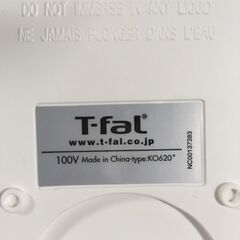 DO NOT IMMERSE IN ANY LIQUID
NE JAMAIS PLONGER DANS L'EAU
T-fal®
www.t-fal.co.jp
100V Made in China-type:KO620*
NC00137383